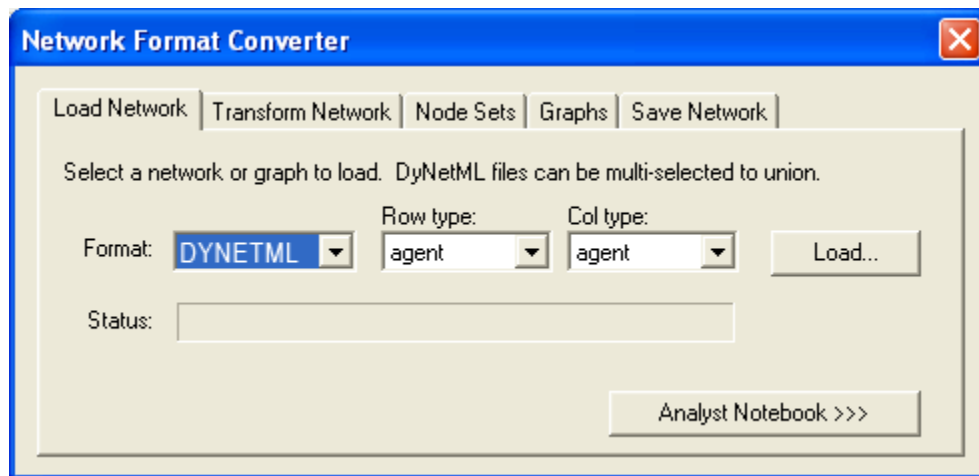 Network Format Converter
Load Network Transform Network Node Sets Graphs Save Network
Select a network or graph to load. DyNetML files can be multi-selected to union.
Row type: Col type:
Format: DYNETML agent agent Load...
Status:
Analyst Notebook >>>